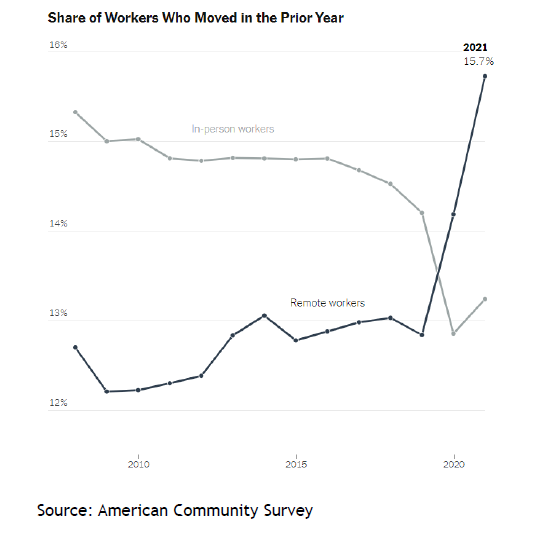 Share of Workers Who Moved in the Prior Year
16%
2021
15.7%
In-person workers
15%
14%
Remote workers
13%
12%
2010 2015 2020
Source: American Community Survey